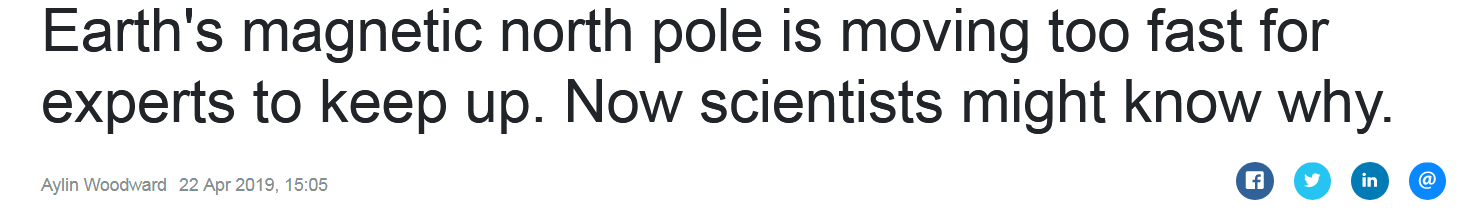 Earth's magnetic north pole is moving too fast for
experts to keep up. Now scientists might know why.
Aylin Woodward 22 Apr 2019, 15:05